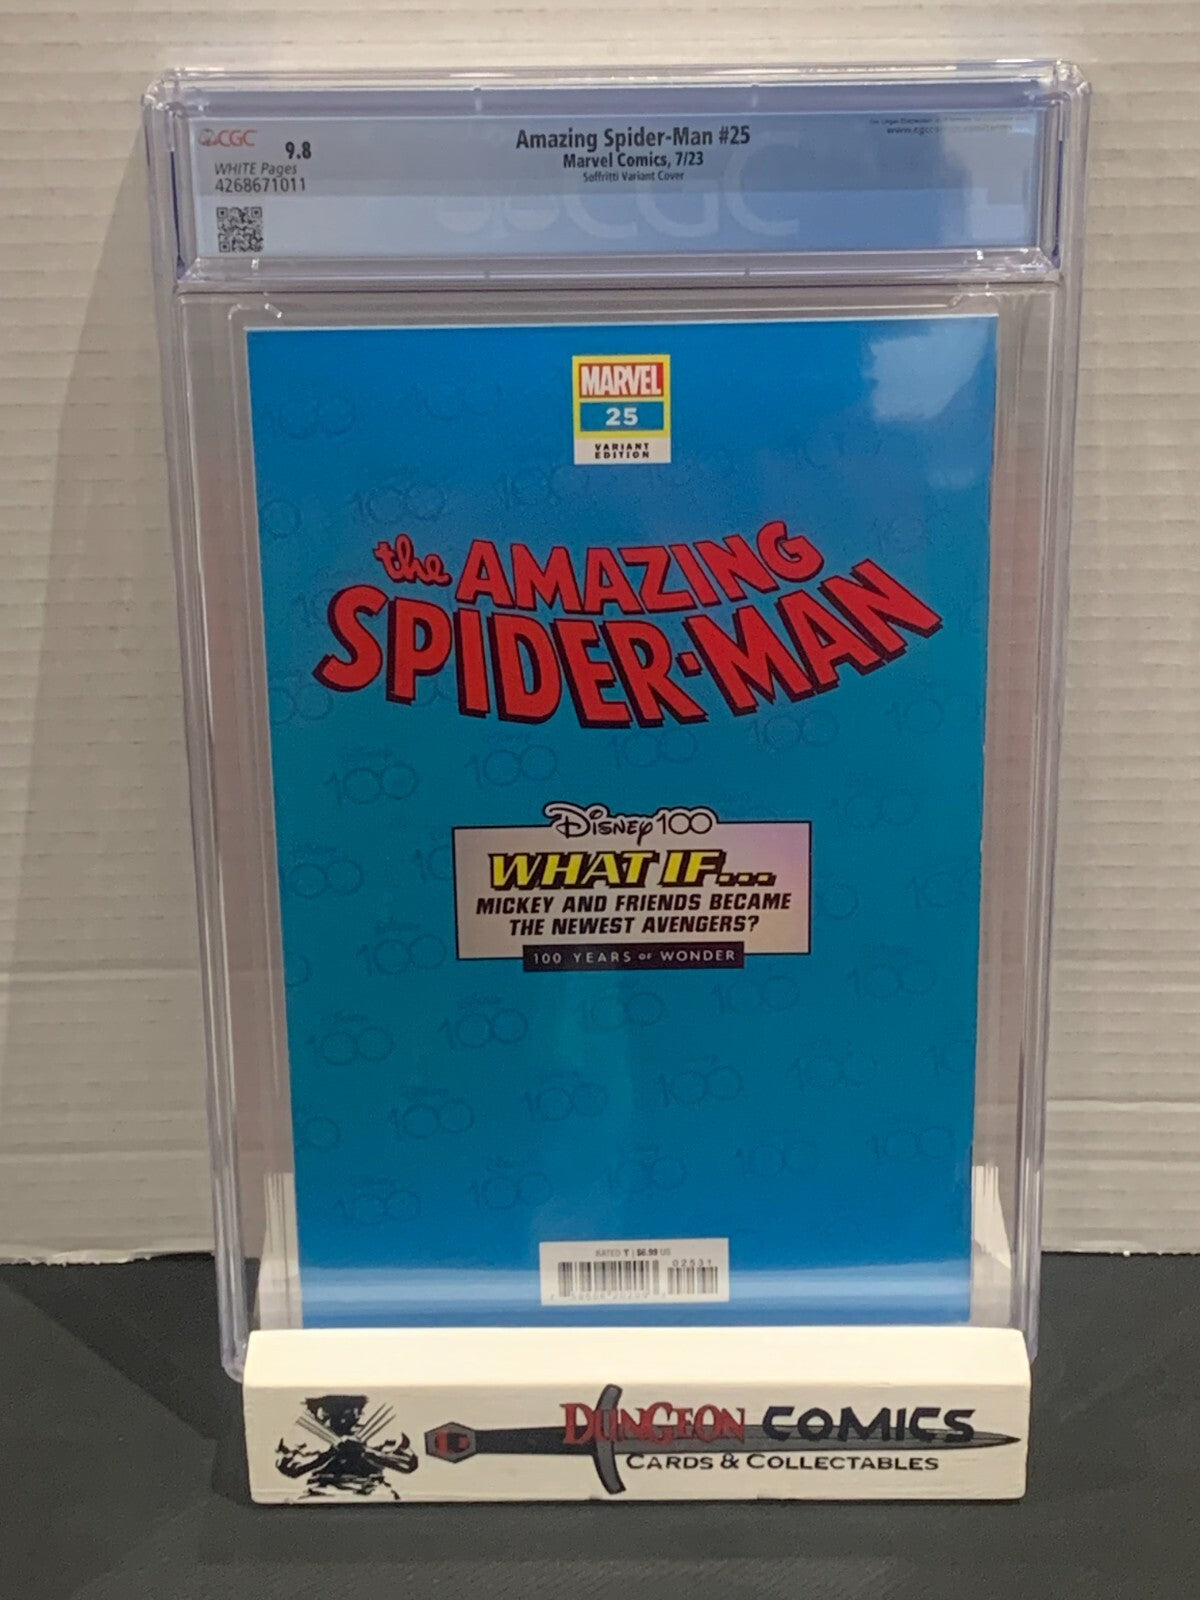 CGC
9.8
WHITE Pages
4268671011
Amazing Spider-Man #25
Marvel Comics, 7/23
Soffritti Variant Cover
CGC
MARVEL
25
VARIANT
EDITION
the AMAZING
SPIDER-MAN
Disney100
WHAT IF...
MICKEY AND FRIENDS BECAME
THE NEWEST AVENGERS?
100 YEARS OF WONDER
RATED T | $6.99 US
02531
DUNGEON COMICS
CARDS & COLLECTABLES